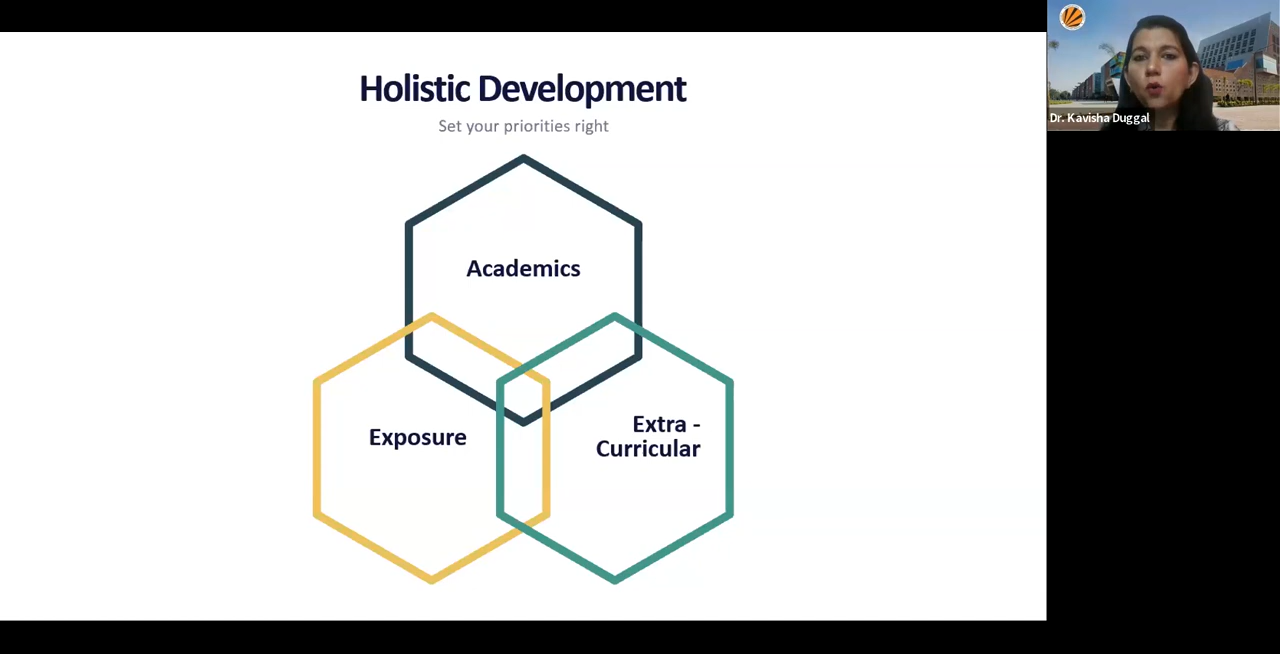 Holistic Development
Set your priorities right
Academics
Exposure
Extra -
Curricular
Dr. Kavisha Duggal